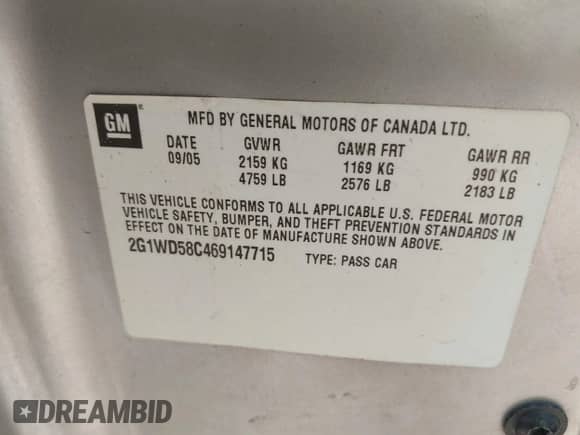 GM ®
MFD BY GENERAL MOTORS OF CANADA LTD.
DATE GVWR GAWR FRT GAWR RR
09/05 2159 KG 1169 KG 990 KG
4759 LB 2576 LB 2183 LB
THIS VEHICLE CONFORMS TO ALL APPLICABLE U.S. FEDERAL MOTOR
VEHICLE SAFETY, BUMPER, AND THEFT PREVENTION STANDARDS IN
EFFECT ON THE DATE OF MANUFACTURE SHOWN ABOVE.
2G1WD58C469147715 TYPE: PASS CAR
DREAMBID